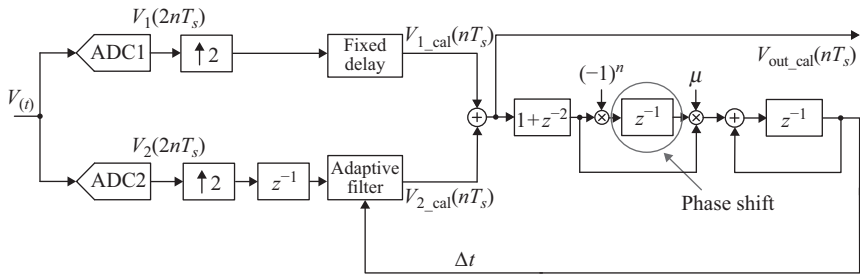 V₁(2nTₛ)
ADC1
↑2
Fixed
delay
V₁_cal(nTₛ)
Vout_cal(nTₛ)
V(t)
(−1)ⁿ
μ
1+z⁻²
z⁻¹
z⁻¹
V₂(2nTₛ)
ADC2
↑2
z⁻¹
Adaptive
filter
V₂_cal(nTₛ)
Phase shift
Δt